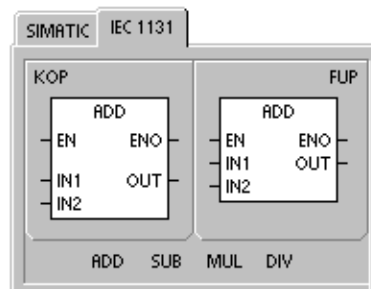 SIMATIC IEC 1131
KOP
ADD
EN ENO
IN1 OUT
IN2
FUP
ADD
EN ENO
IN1 OUT
IN2
ADD SUB MUL DIV